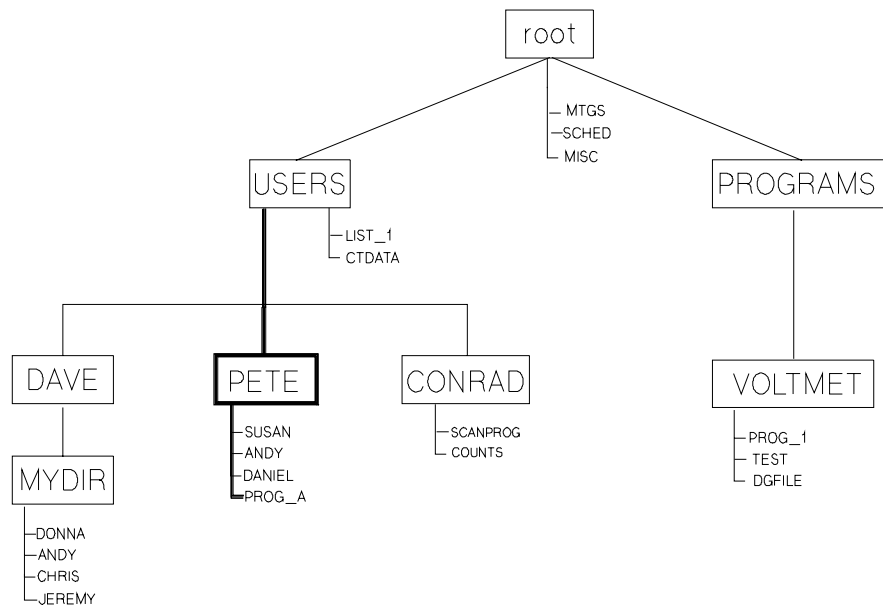 root
MTGS
SCHED
MISC
USERS
PROGRAMS
LIST_1
CTDATA
DAVE
PETE
CONRAD
VOLTMET
SUSAN
ANDY
DANIEL
PROG_A
SCANPROG
COUNTS
PROG_1
TEST
DGFILE
MYDIR
DONNA
ANDY
CHRIS
JEREMY